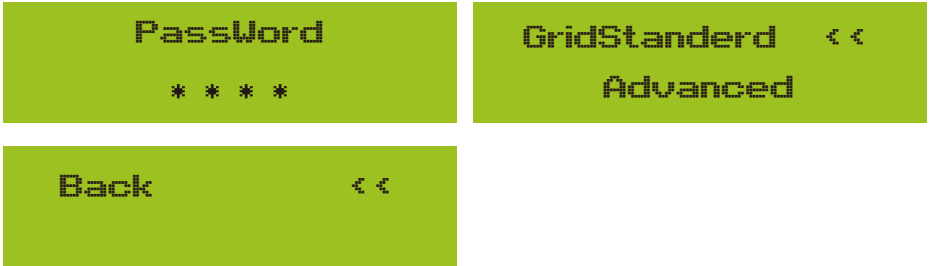 PassWord
* * * *
GridStanderd <<
Advanced
Back <<